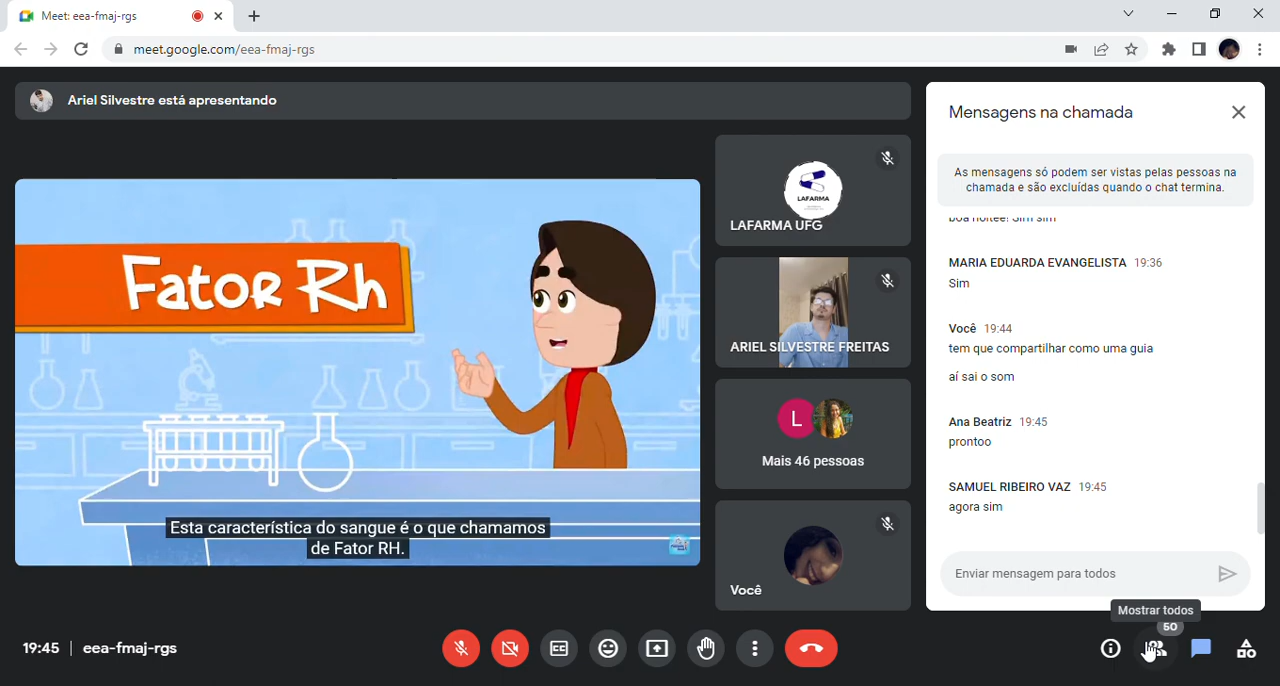 Meet: eea-fmaj-rgs
meet.google.com/eea-fmaj-rgs
Ariel Silvestre está apresentando
Fator Rh
Esta característica do sangue é o que chamamos
de Fator RH.
LAFARMA
LAFARMA UFG
ARIEL SILVESTRE FREITAS
L
Mais 46 pessoas
Você
Mensagens na chamada
As mensagens só podem ser vistas pelas pessoas na
chamada e são excluídas quando o chat termina.
MARIA EDUARDA EVANGELISTA 19:36
Sim
Você 19:44
tem que compartilhar como uma guia
aí sai o som
Ana Beatriz 19:45
prontoo
SAMUEL RIBEIRO VAZ 19:45
agora sim
Enviar mensagem para todos
Mostrar todos
50
19:45 | eea-fmaj-rgs